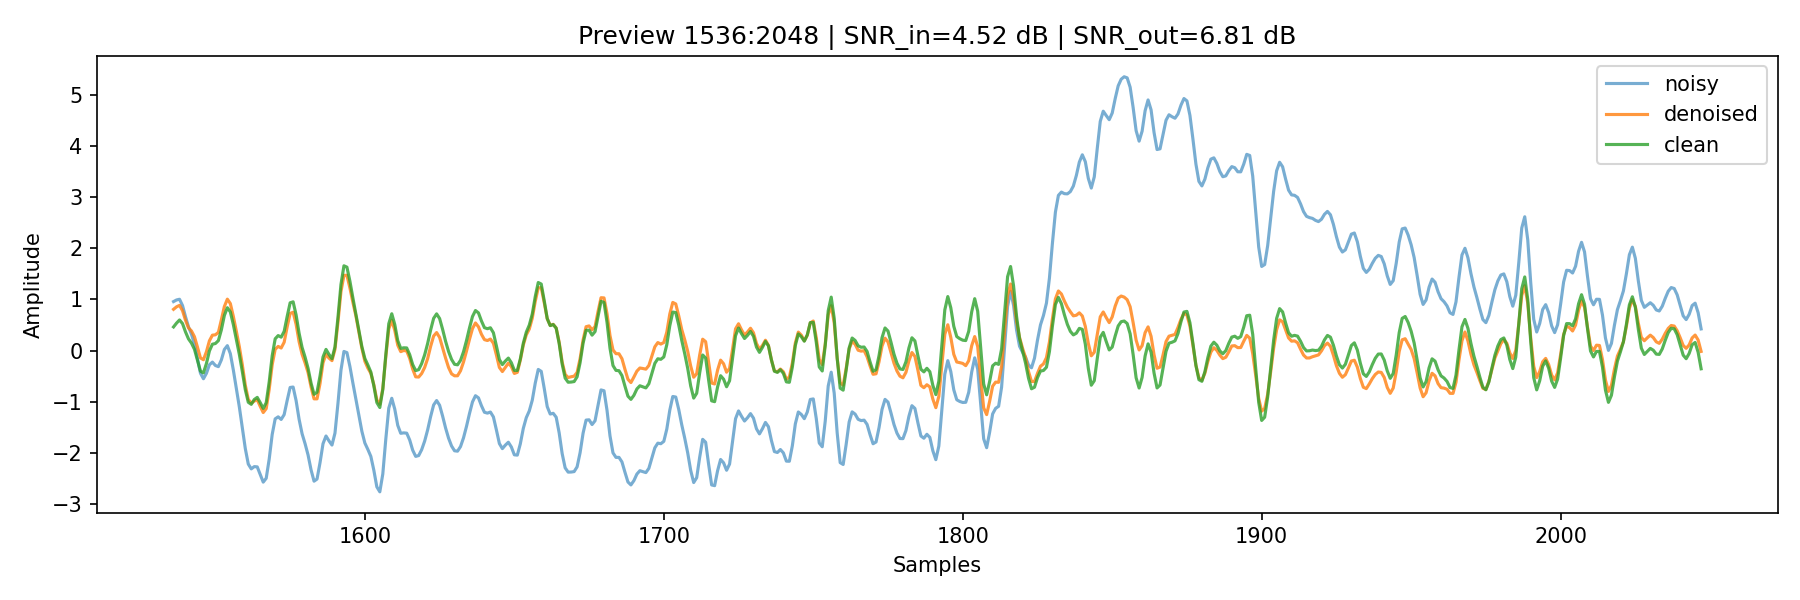 Preview 1536:2048 | SNR_in=4.52 dB | SNR_out=6.81 dB
noisy
denoised
clean
Amplitude
5
4
3
2
1
0
−1
−2
−3
1600 1700 1800 1900 2000
Samples